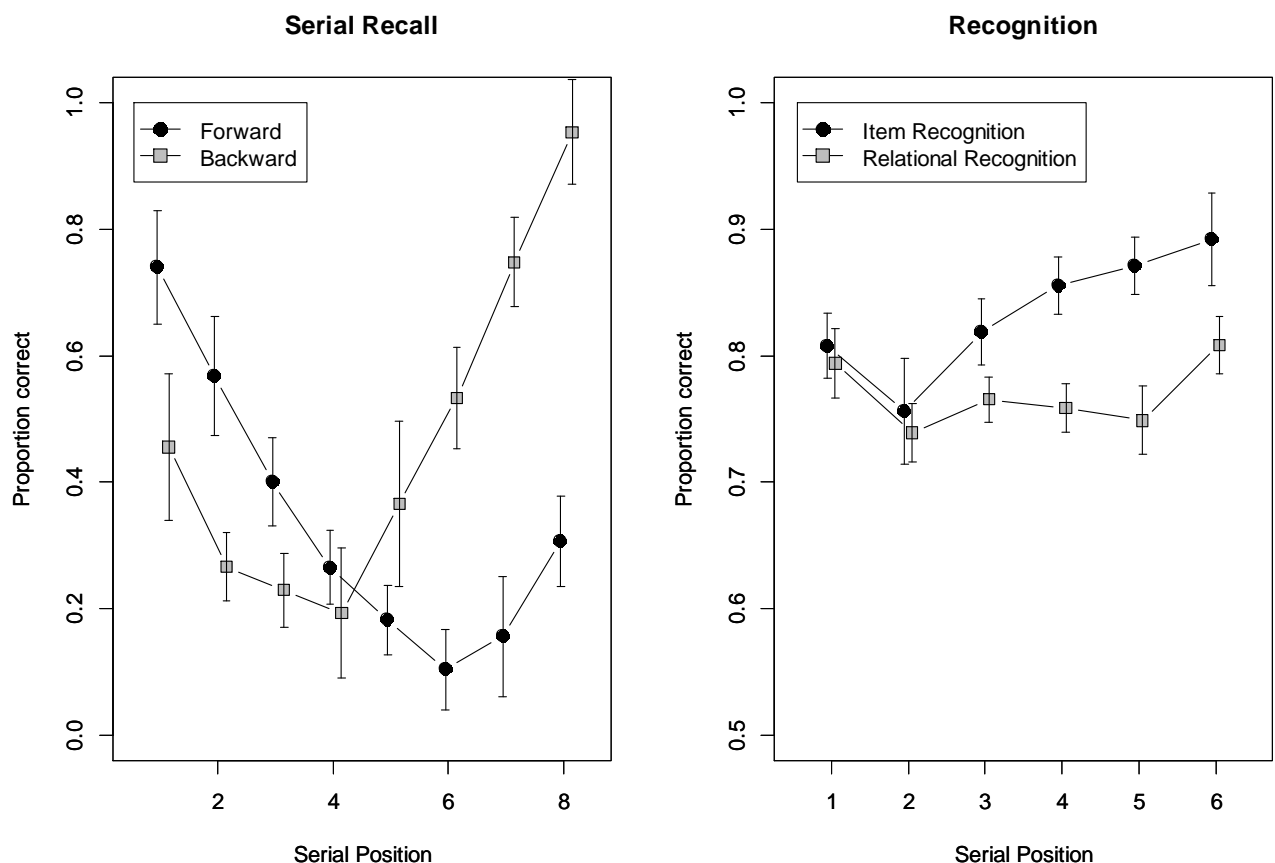 Serial Recall
Proportion correct
1.0
0.8
0.6
0.4
0.2
0.0
Forward
Backward
2 4 6 8
Serial Position
Recognition
Proportion correct
1.0
0.9
0.8
0.7
0.6
0.5
Item Recognition
Relational Recognition
1 2 3 4 5 6
Serial Position